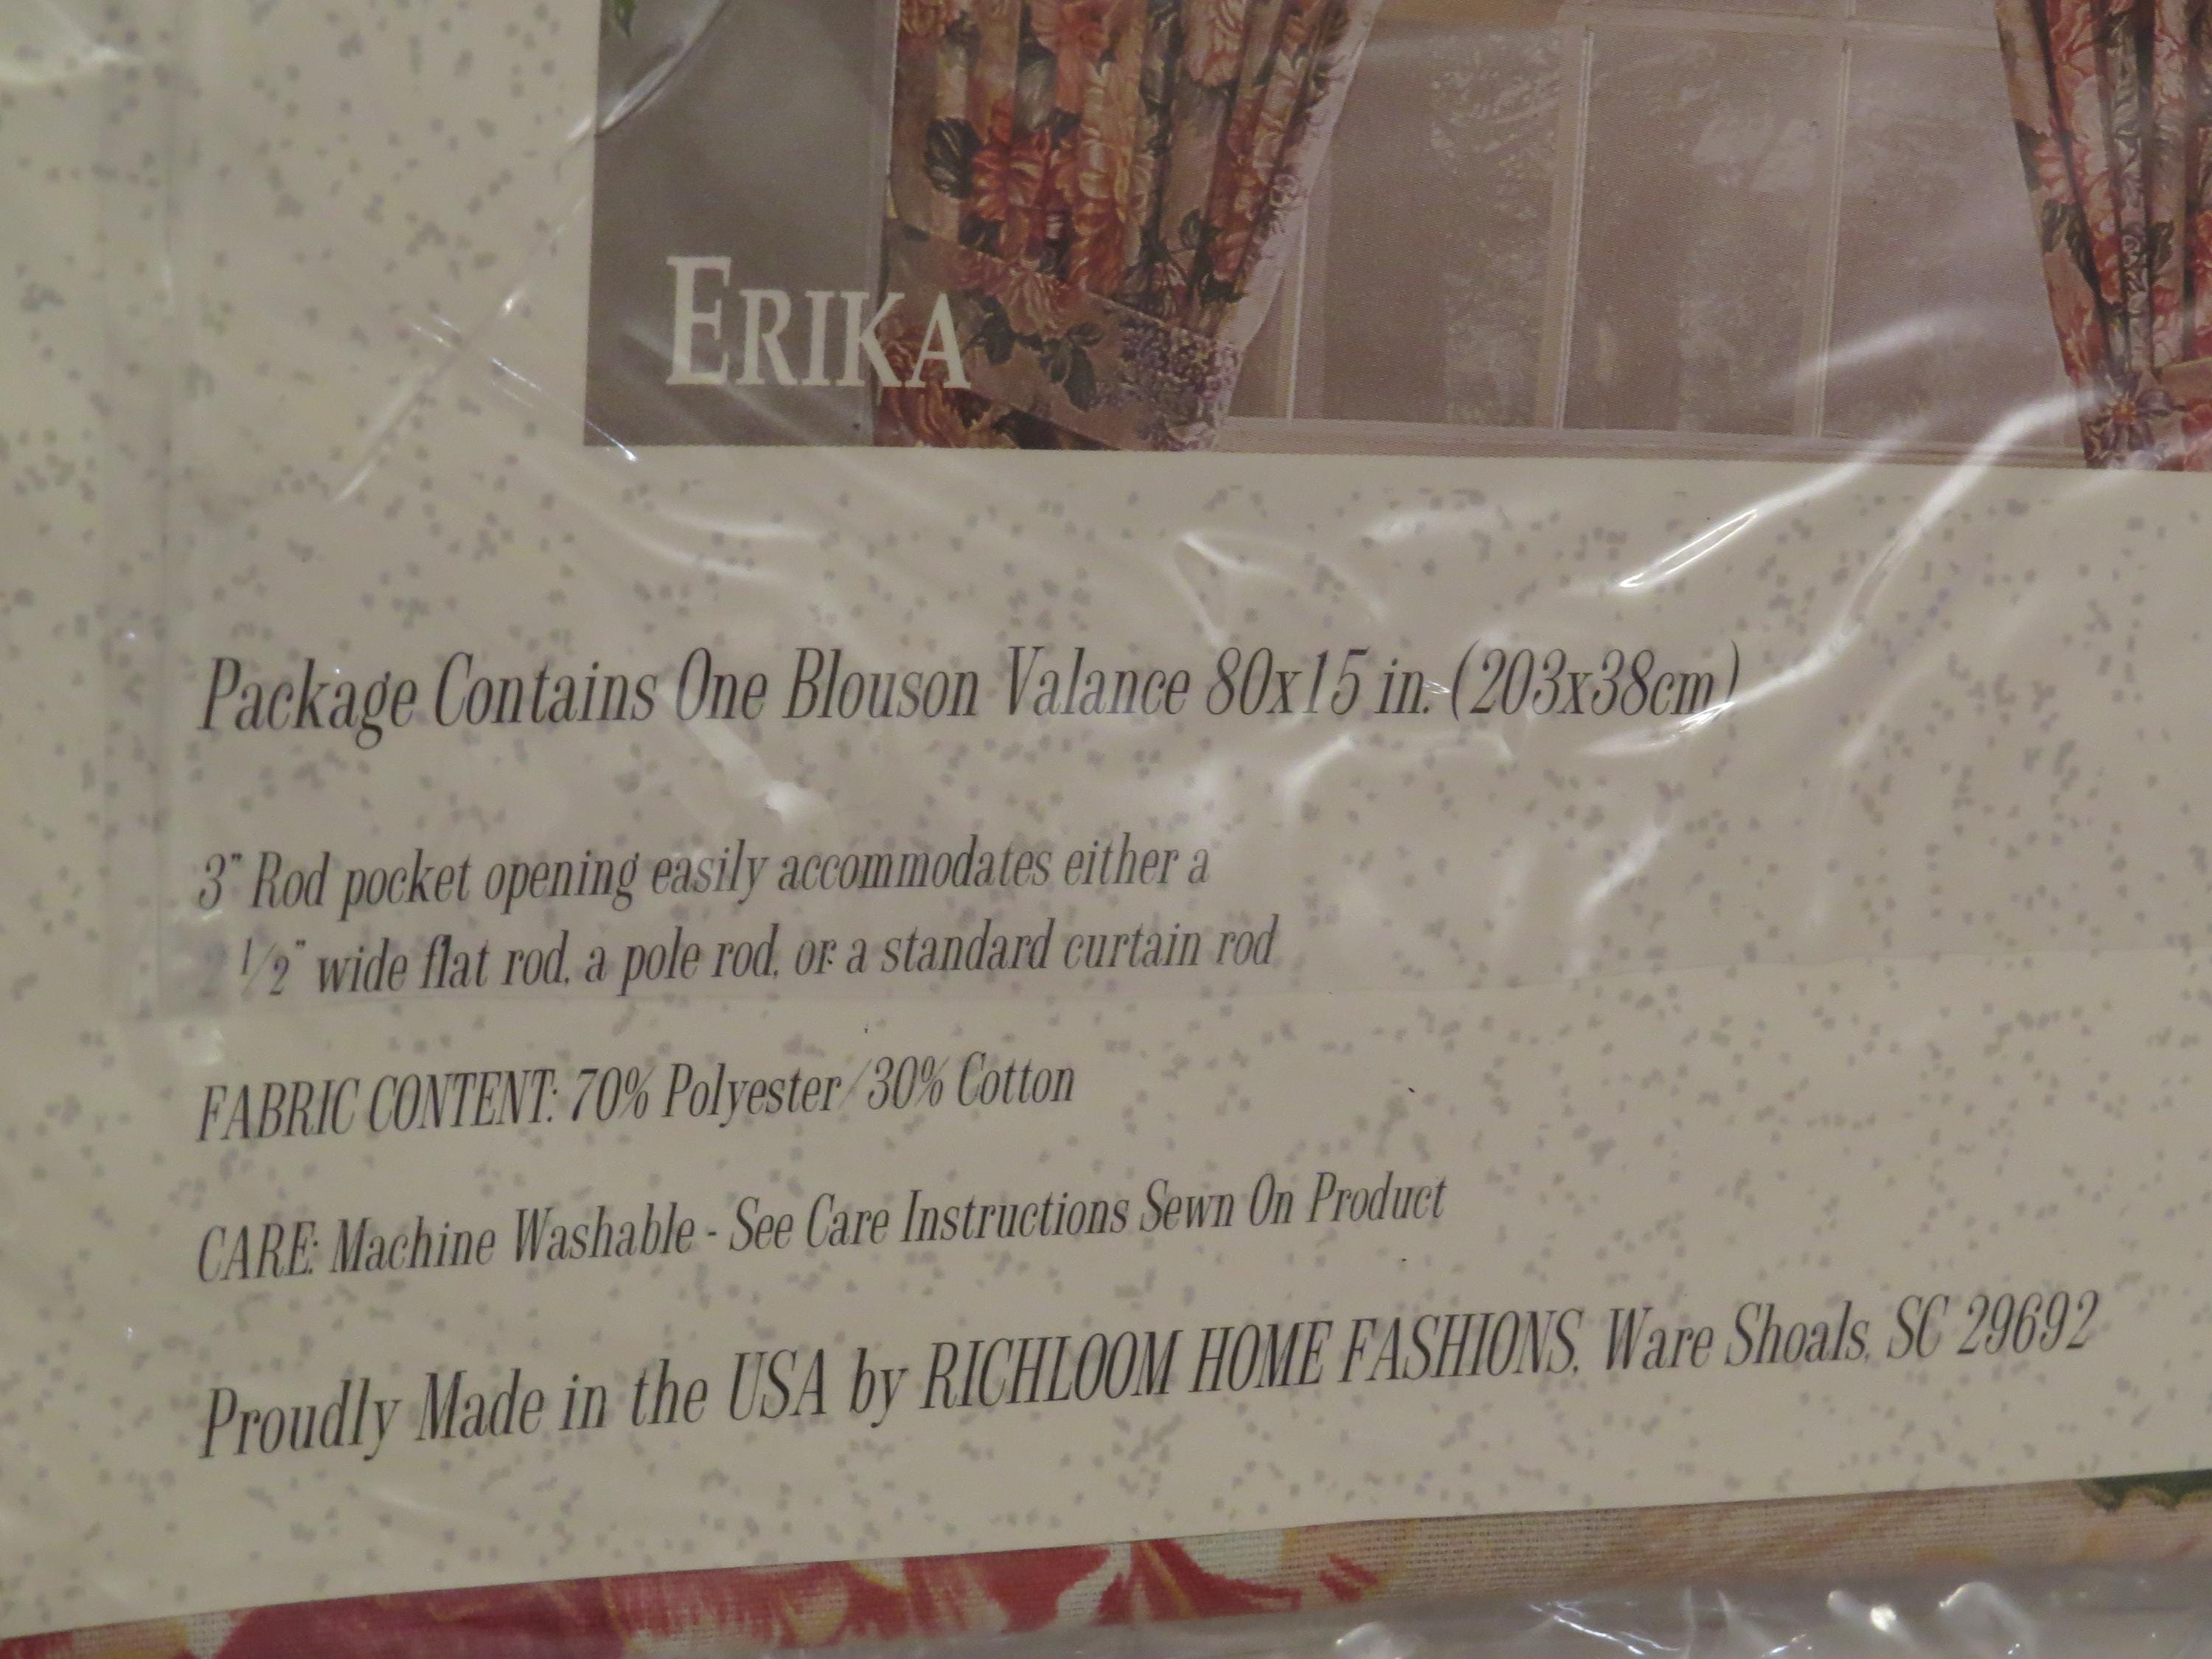 ERIKA
Package Contains One Blouson Valance 80x15 in. (203x38cm)
3" Rod pocket opening easily accommodates either a
2 1/2" wide flat rod, a pole rod, or a standard curtain rod
FABRIC CONTENT: 70% Polyester/30% Cotton
CARE: Machine Washable - See Care Instructions Sewn On Product
Proudly Made in the USA by RICHLOOM HOME FASHIONS, Ware Shoals, SC 29692